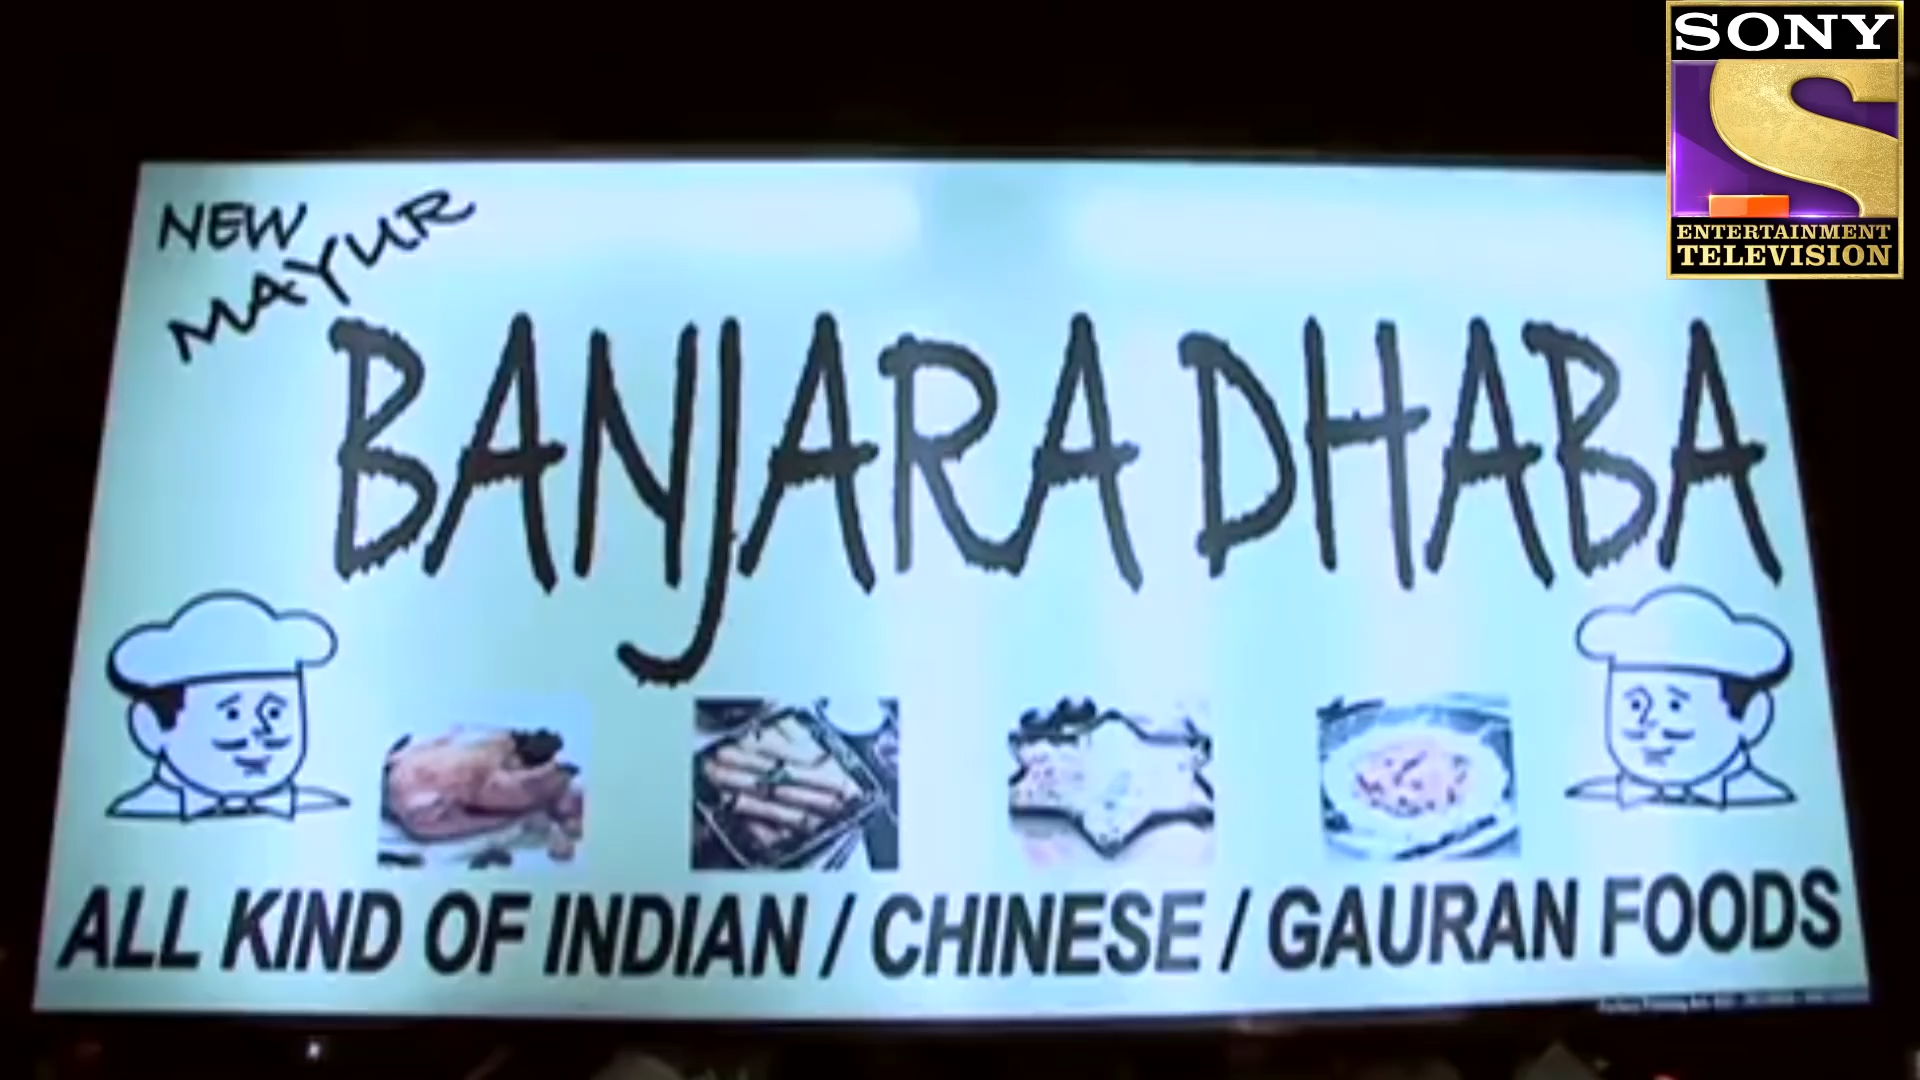 SONY
ENTERTAINMENT
TELEVISION
NEW
MAYUR
BANJARA DHABA
ALL KIND OF INDIAN / CHINESE / GAURAN FOODS